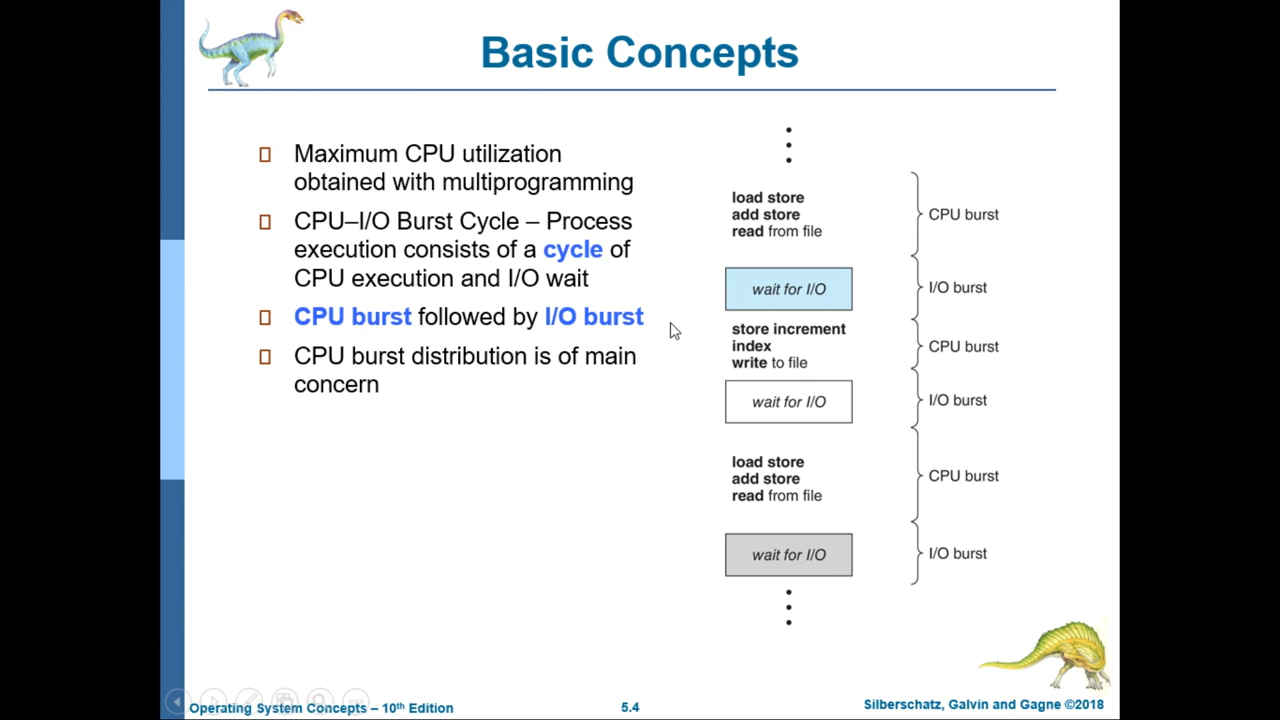 Basic Concepts
Maximum CPU utilization
obtained with multiprogramming
CPU–I/O Burst Cycle – Process
execution consists of a cycle of
CPU execution and I/O wait
CPU burst followed by I/O burst
CPU burst distribution is of main
concern
load store
add store
read from file
CPU burst
wait for I/O
I/O burst
store increment
index
write to file
CPU burst
wait for I/O
I/O burst
load store
add store
read from file
CPU burst
wait for I/O
I/O burst
Operating System Concepts – 10th Edition
5.4
Silberschatz, Galvin and Gagne ©2018